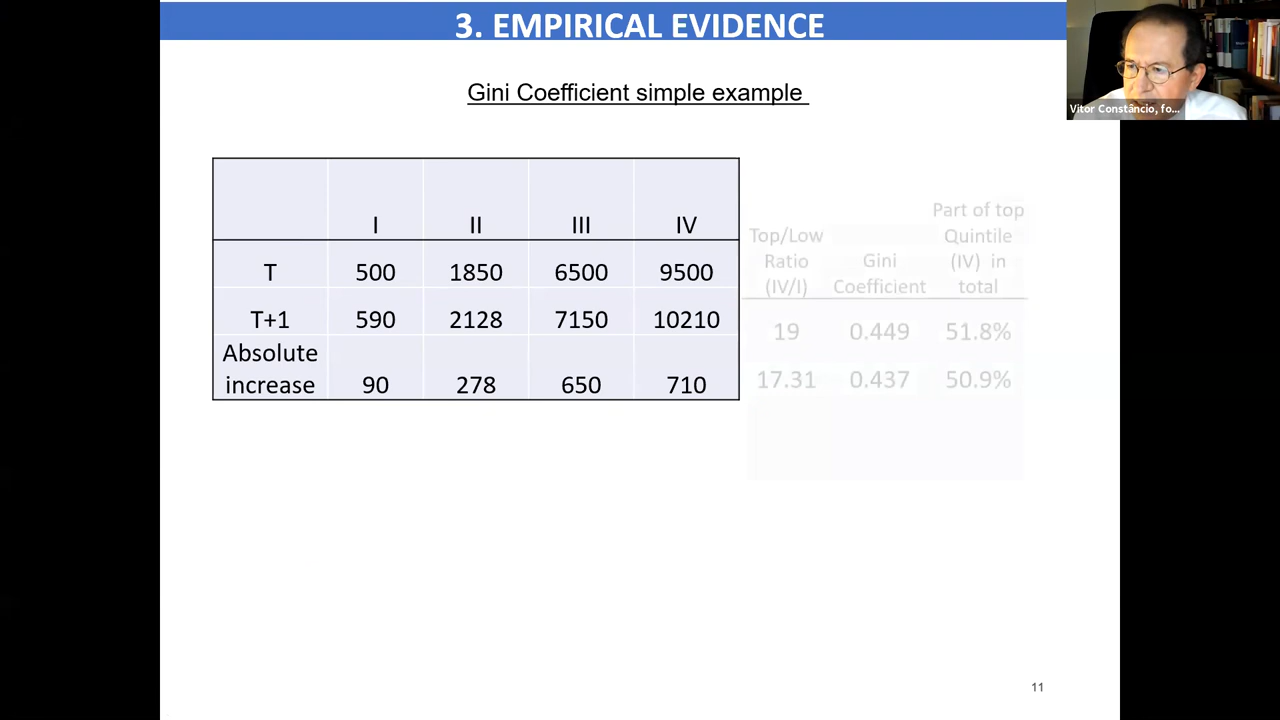 3. EMPIRICAL EVIDENCE
Vitor Constâncio, fo...
Gini Coefficient simple example
I II III IV
T 500 1850 6500 9500
T+1 590 2128 7150 10210
Absolute
increase 90 278 650 710
Part of top
Top/Low Quintile
Ratio Gini (IV) in
(IV/I) Coefficient total
19 0.449 51.8%
17.31 0.437 50.9%
11